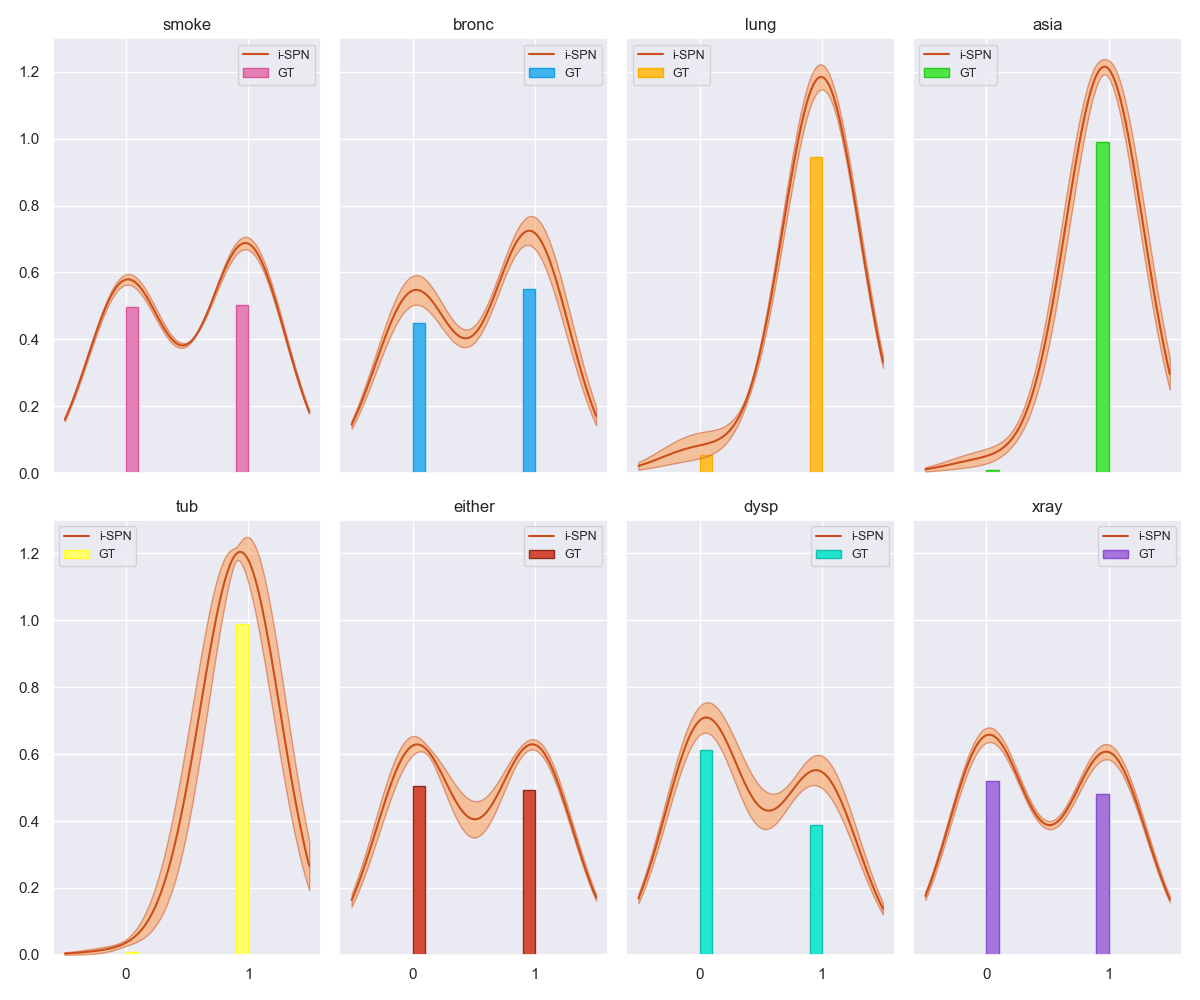 smoke
i-SPN
GT
0.0
0.2
0.4
0.6
0.8
1.0
1.2
bronc
i-SPN
GT
lung
i-SPN
GT
asia
i-SPN
GT
tub
i-SPN
GT
0.0
0.2
0.4
0.6
0.8
1.0
1.2
0 1
either
i-SPN
GT
0 1
dysp
i-SPN
GT
0 1
xray
i-SPN
GT
0 1